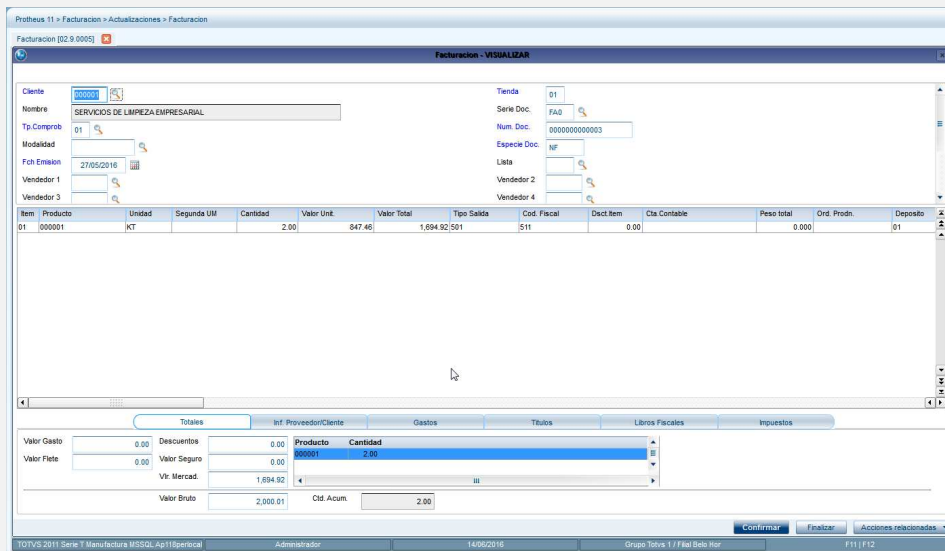 Protheus 11 > Facturacion > Actualizaciones > Facturacion
Facturacion [02.9.0005]
Facturacion - VISUALIZAR
Cliente 000001 Tienda 01
Nombre SERVICIOS DE LIMPIEZA EMPRESARIAL Serie Doc. FA0
Tp.Comprob 01 Num. Doc. 0000000000003
Modalidad Especie Doc. NF
Fch Emision 27/05/2016 Lista
Vendedor 1 Vendedor 2
Vendedor 3 Vendedor 4
Item Producto Unidad Segunda UM Cantidad Valor Unit. Valor Total Tipo Salida Cod. Fiscal Dsct.Item Cta.Contable Peso total Ord. Prodn. Deposito
01 000001 KT 2.00 847.46 1,694.92 501 511 0.00 0.000 01
Totales Inf. Proveedor/Cliente Gastos Titulos Libros Fiscales Impuestos
Valor Gasto 0.00 Descuentos 0.00 Producto Cantidad
000001 2.00
Valor Flete 0.00 Valor Seguro 0.00
Vlr. Mercad. 1,694.92
Valor Bruto 2,000.01 Ctd. Acum. 2.00
Confirmar Finalizar Acciones relacionadas
TOTVS 2011 Serie T Manufactura MSSQL Ap118perlocal Administrador 14/06/2016 Grupo Totvs 1 / Filial Belo Hor F11 | F12